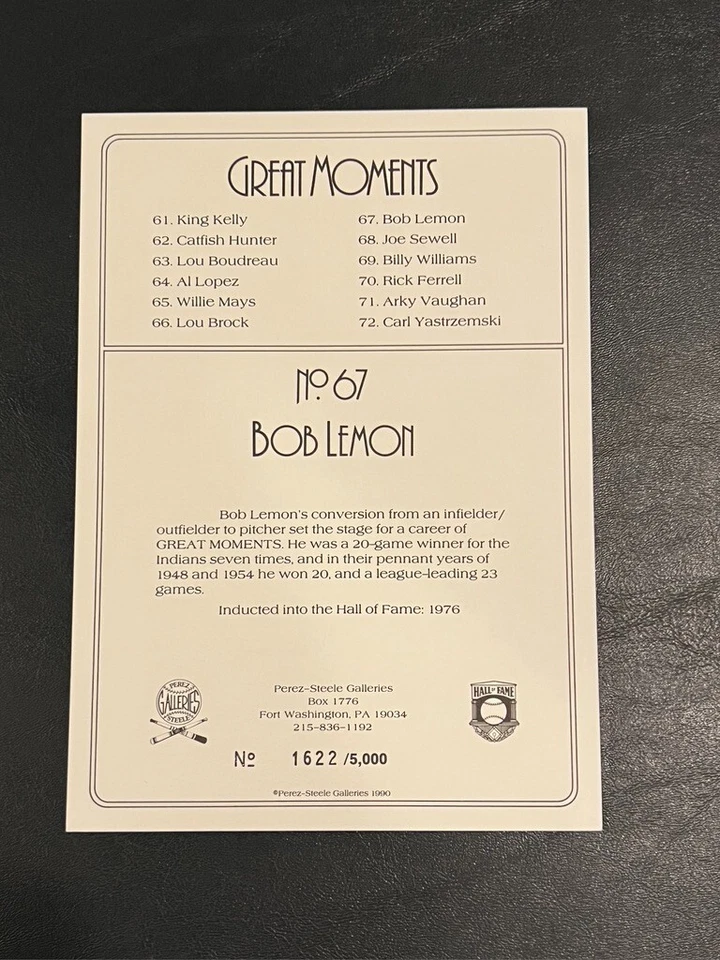 GREAT MOMENTS
61. King Kelly
62. Catfish Hunter
63. Lou Boudreau
64. Al Lopez
65. Willie Mays
66. Lou Brock
67. Bob Lemon
68. Joe Sewell
69. Billy Williams
70. Rick Ferrell
71. Arky Vaughan
72. Carl Yastrzemski
Nº 67
BOB LEMON
Bob Lemon's conversion from an infielder/
outfielder to pitcher set the stage for a career of
GREAT MOMENTS. He was a 20-game winner for the
Indians seven times, and in their pennant years of
1948 and 1954 he won 20, and a league-leading 23
games.
Inducted into the Hall of Fame: 1976
PEREZ
GALLERIES
STEELE
Perez-Steele Galleries
Box 1776
Fort Washington, PA 19034
215-836-1192
HALL OF FAME
Nº 1622 /5,000
©Perez-Steele Galleries 1990